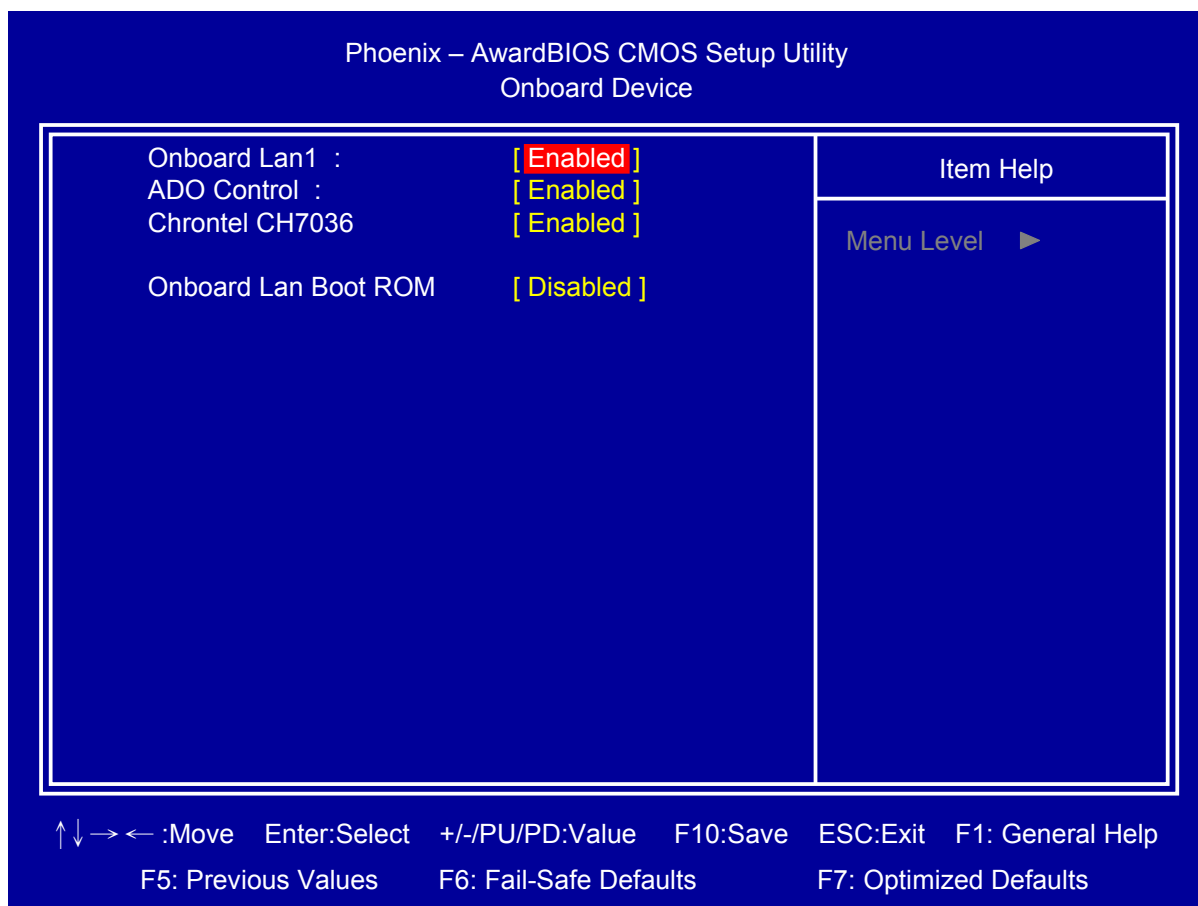 Phoenix – AwardBIOS CMOS Setup Utility
Onboard Device
Onboard Lan1 : [ Enabled ]
ADO Control : [ Enabled ]
Chrontel CH7036 [ Enabled ]
Onboard Lan Boot ROM [ Disabled ]
Item Help
Menu Level ►
↑↓→← :Move Enter:Select +/-/PU/PD:Value F10:Save ESC:Exit F1: General Help
F5: Previous Values F6: Fail-Safe Defaults F7: Optimized Defaults